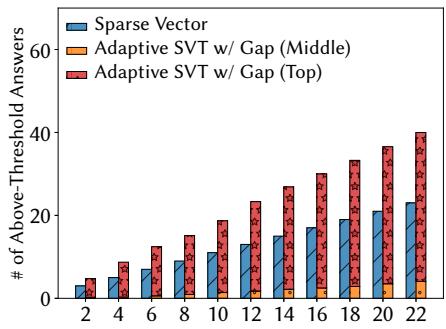 Sparse Vector
Adaptive SVT w/ Gap (Middle)
Adaptive SVT w/ Gap (Top)
# of Above-Threshold Answers
60
40
20
0
2 4 6 8 10 12 14 16 18 20 22